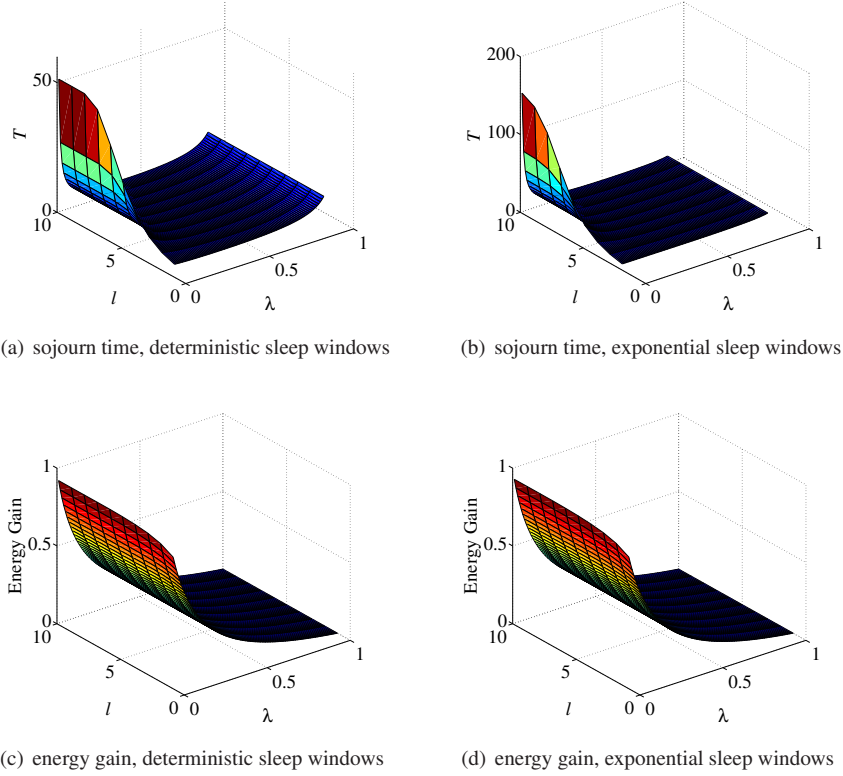 50
T
0
10
5
l
0
0
0.5
λ
1
200
100
T
0
10
5
l
0
0
0.5
λ
1
(a) sojourn time, deterministic sleep windows
(b) sojourn time, exponential sleep windows
1
0.5
Energy Gain
0
10
5
l
0
0
0.5
λ
1
1
0.5
Energy Gain
0
10
5
l
0
0
0.5
λ
1
(c) energy gain, deterministic sleep windows
(d) energy gain, exponential sleep windows